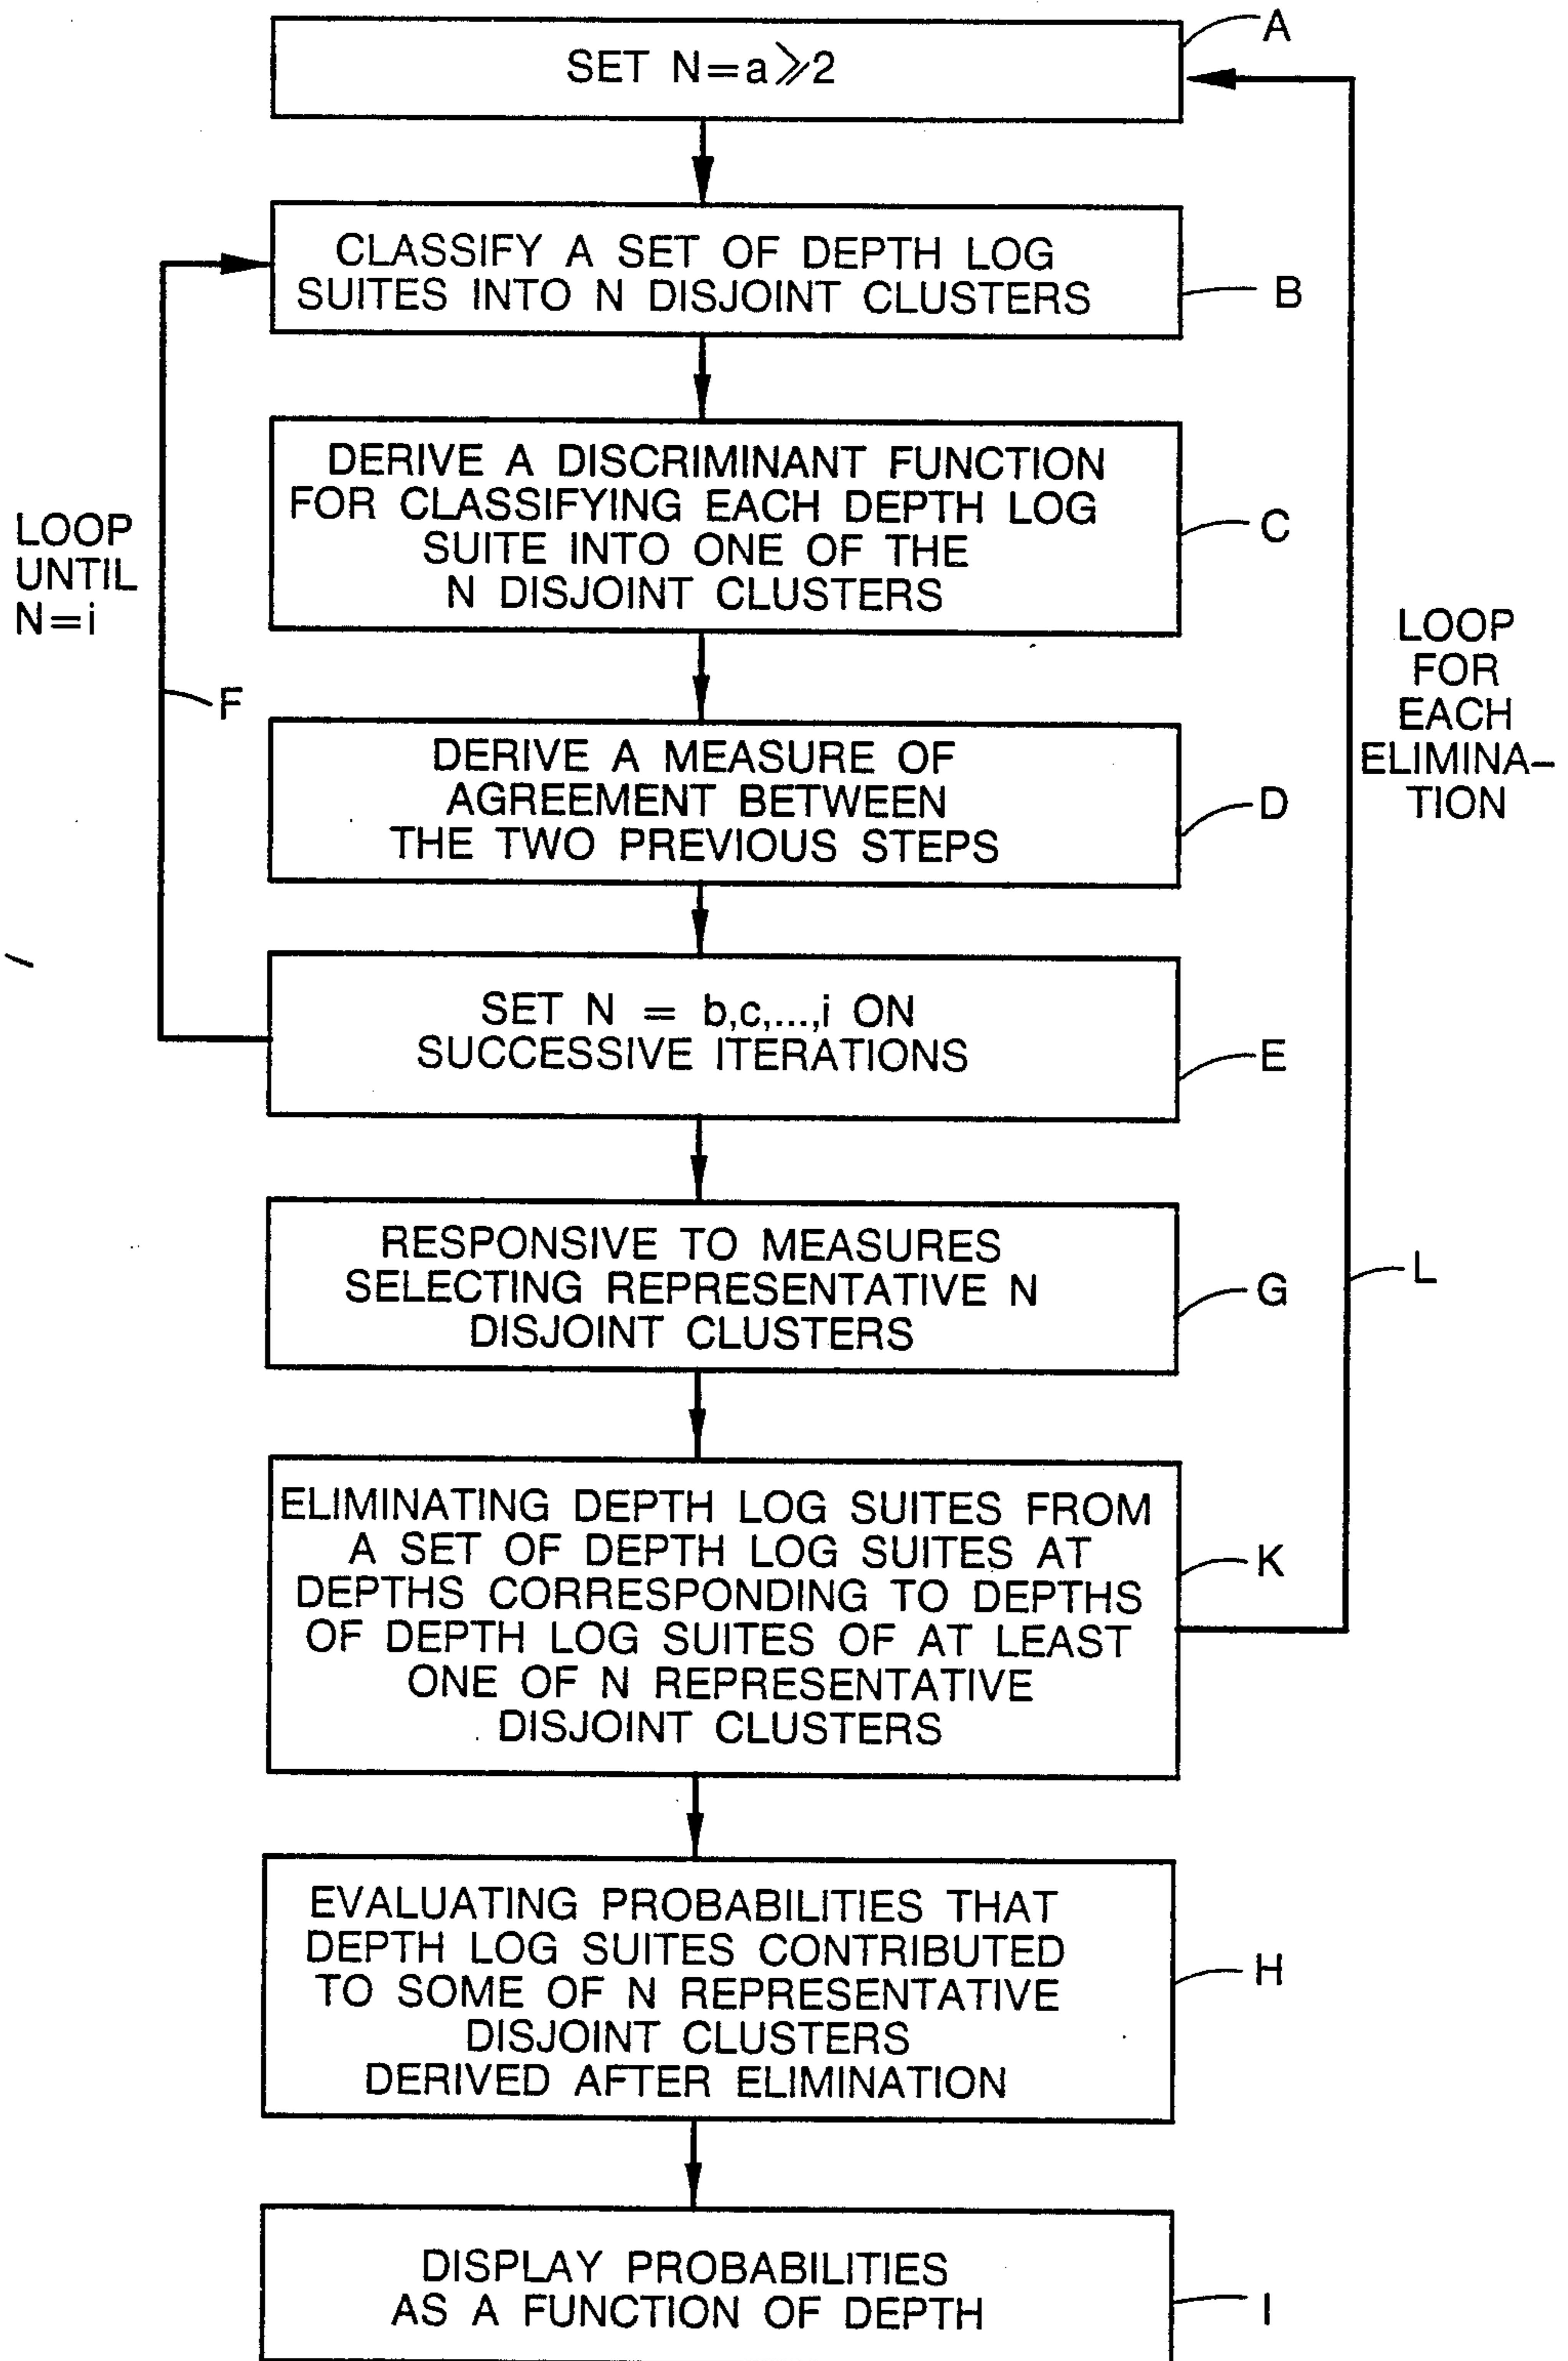 SET N=a⩾2
A
CLASSIFY A SET OF DEPTH LOG
SUITES INTO N DISJOINT CLUSTERS
B
DERIVE A DISCRIMINANT FUNCTION
FOR CLASSIFYING EACH DEPTH LOG
SUITE INTO ONE OF THE
N DISJOINT CLUSTERS
C
LOOP
UNTIL
N=i
F
DERIVE A MEASURE OF
AGREEMENT BETWEEN
THE TWO PREVIOUS STEPS
D
LOOP
FOR
EACH
ELIMINA-
TION
SET N = b,c,...,i ON
SUCCESSIVE ITERATIONS
E
RESPONSIVE TO MEASURES
SELECTING REPRESENTATIVE N
DISJOINT CLUSTERS
G
L
ELIMINATING DEPTH LOG SUITES FROM
A SET OF DEPTH LOG SUITES AT
DEPTHS CORRESPONDING TO DEPTHS
OF DEPTH LOG SUITES OF AT LEAST
ONE OF N REPRESENTATIVE
DISJOINT CLUSTERS
K
EVALUATING PROBABILITIES THAT
DEPTH LOG SUITES CONTRIBUTED
TO SOME OF N REPRESENTATIVE
DISJOINT CLUSTERS
DERIVED AFTER ELIMINATION
H
DISPLAY PROBABILITIES
AS A FUNCTION OF DEPTH
I